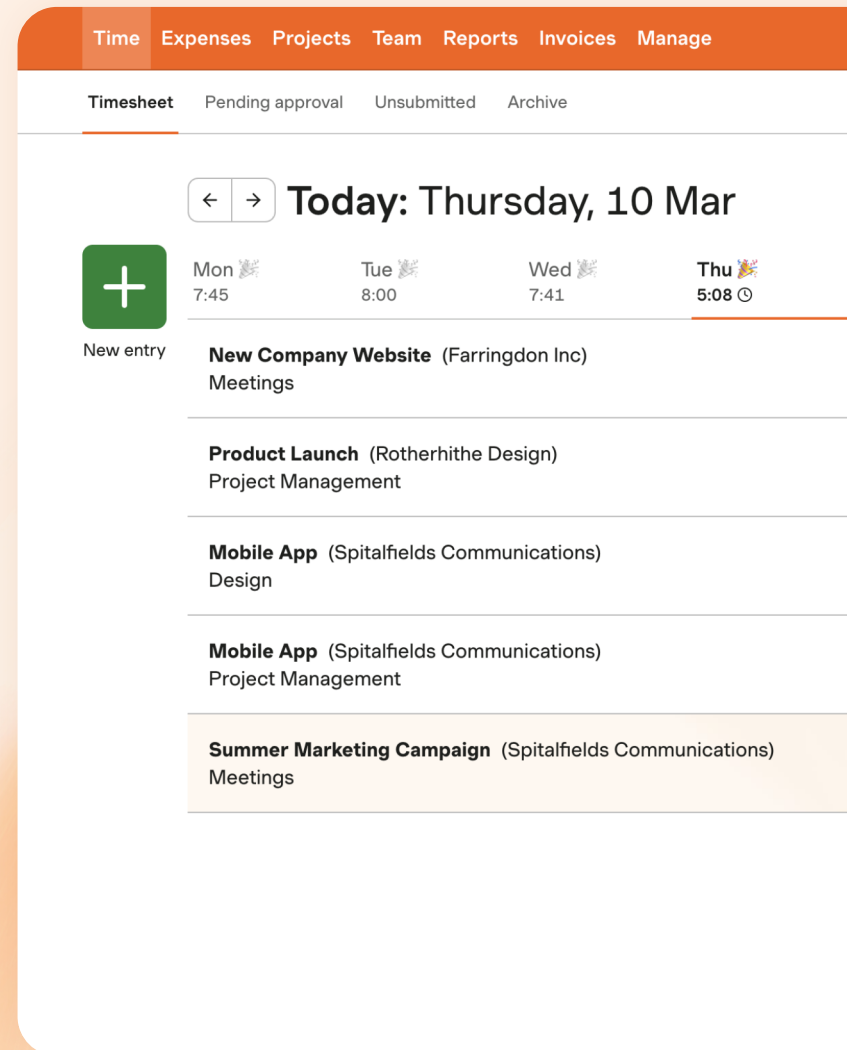 Time Expenses Projects Team Reports Invoices Manage
Timesheet Pending approval Unsubmitted Archive
Today: Thursday, 10 Mar
Mon Tue Wed Thu
7:45 8:00 7:41 5:08
New entry
New Company Website (Farringdon Inc)
Meetings
Product Launch (Rotherhithe Design)
Project Management
Mobile App (Spitalfields Communications)
Design
Mobile App (Spitalfields Communications)
Project Management
Summer Marketing Campaign (Spitalfields Communications)
Meetings